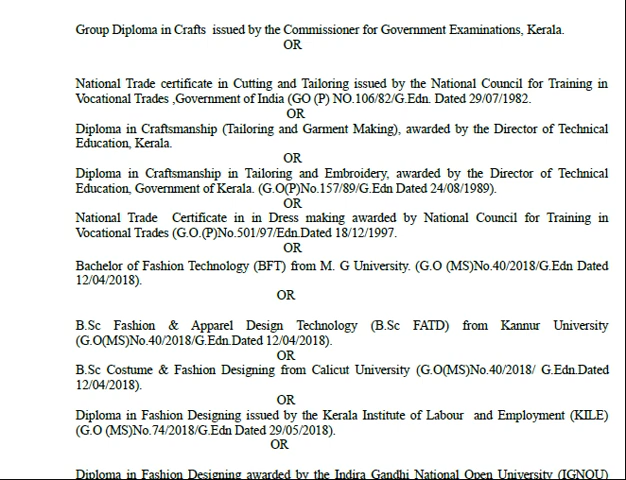 Group Diploma in Crafts issued by the Commissioner for Government Examinations, Kerala.
OR
National Trade certificate in Cutting and Tailoring issued by the National Council for Training in
Vocational Trades ,Government of India (GO (P) NO.106/82/G.Edn. Dated 29/07/1982.
OR
Diploma in Craftsmanship (Tailoring and Garment Making), awarded by the Director of Technical
Education, Kerala.
OR
Diploma in Craftsmanship in Tailoring and Embroidery, awarded by the Director of Technical
Education, Government of Kerala. (G.O(P)No.157/89/G.Edn Dated 24/08/1989).
OR
National Trade Certificate in in Dress making awarded by National Council for Training in
Vocational Trades (G.O.(P)No.501/97/Edn.Dated 18/12/1997.
OR
Bachelor of Fashion Technology (BFT) from M. G University. (G.O (MS)No.40/2018/G.Edn Dated
12/04/2018).
OR
B.Sc Fashion & Apparel Design Technology (B.Sc FATD) from Kannur University
(G.O(MS)No.40/2018/G.Edn.Dated 12/04/2018).
OR
B.Sc Costume & Fashion Designing from Calicut University (G.O(MS)No.40/2018/ G.Edn.Dated
12/04/2018).
OR
Diploma in Fashion Designing issued by the Kerala Institute of Labour and Employment (KILE)
(G.O (MS)No.74/2018/G.Edn Dated 29/05/2018).
OR
Diploma in Fashion Designing awarded by the Indira Gandhi National Open University (IGNOU)